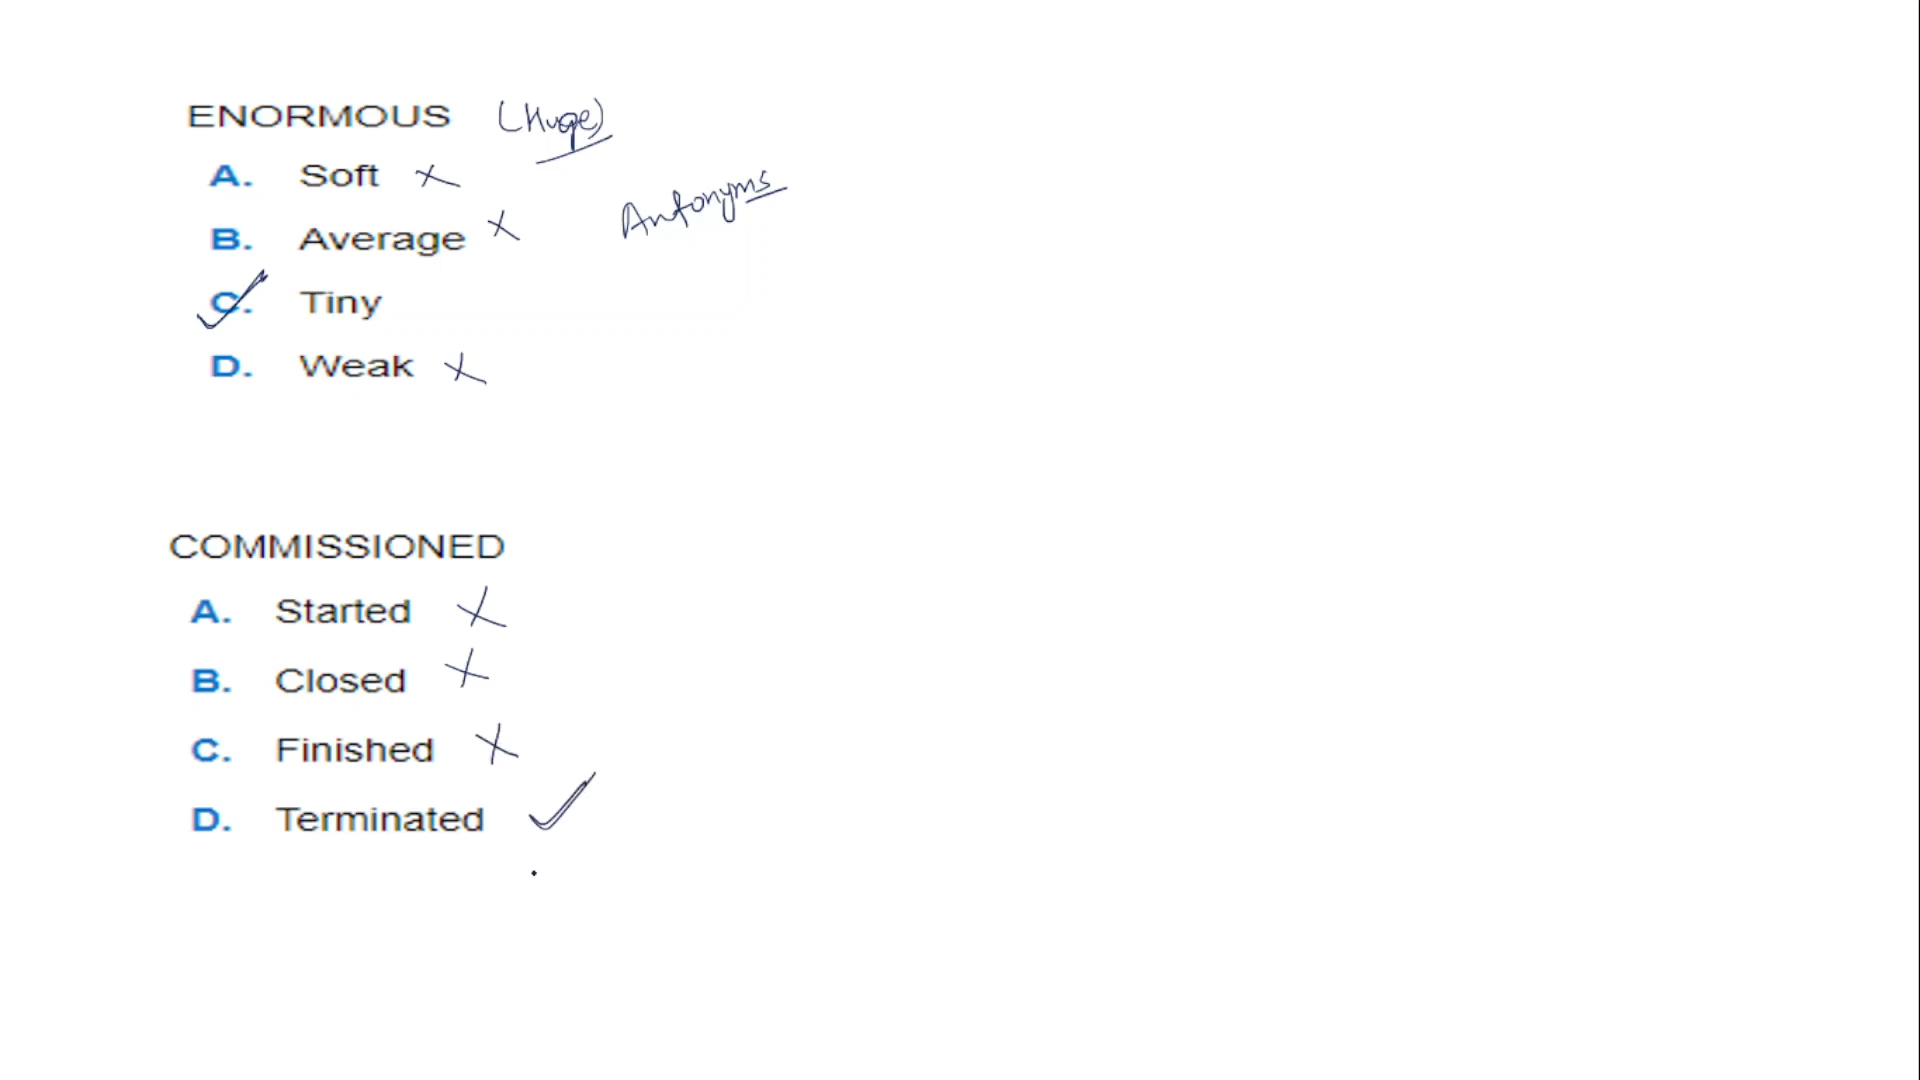 ENORMOUS (Huge)
A. Soft
Antonyms
B. Average
C. Tiny
D. Weak
COMMISSIONED
A. Started
B. Closed
C. Finished
D. Terminated